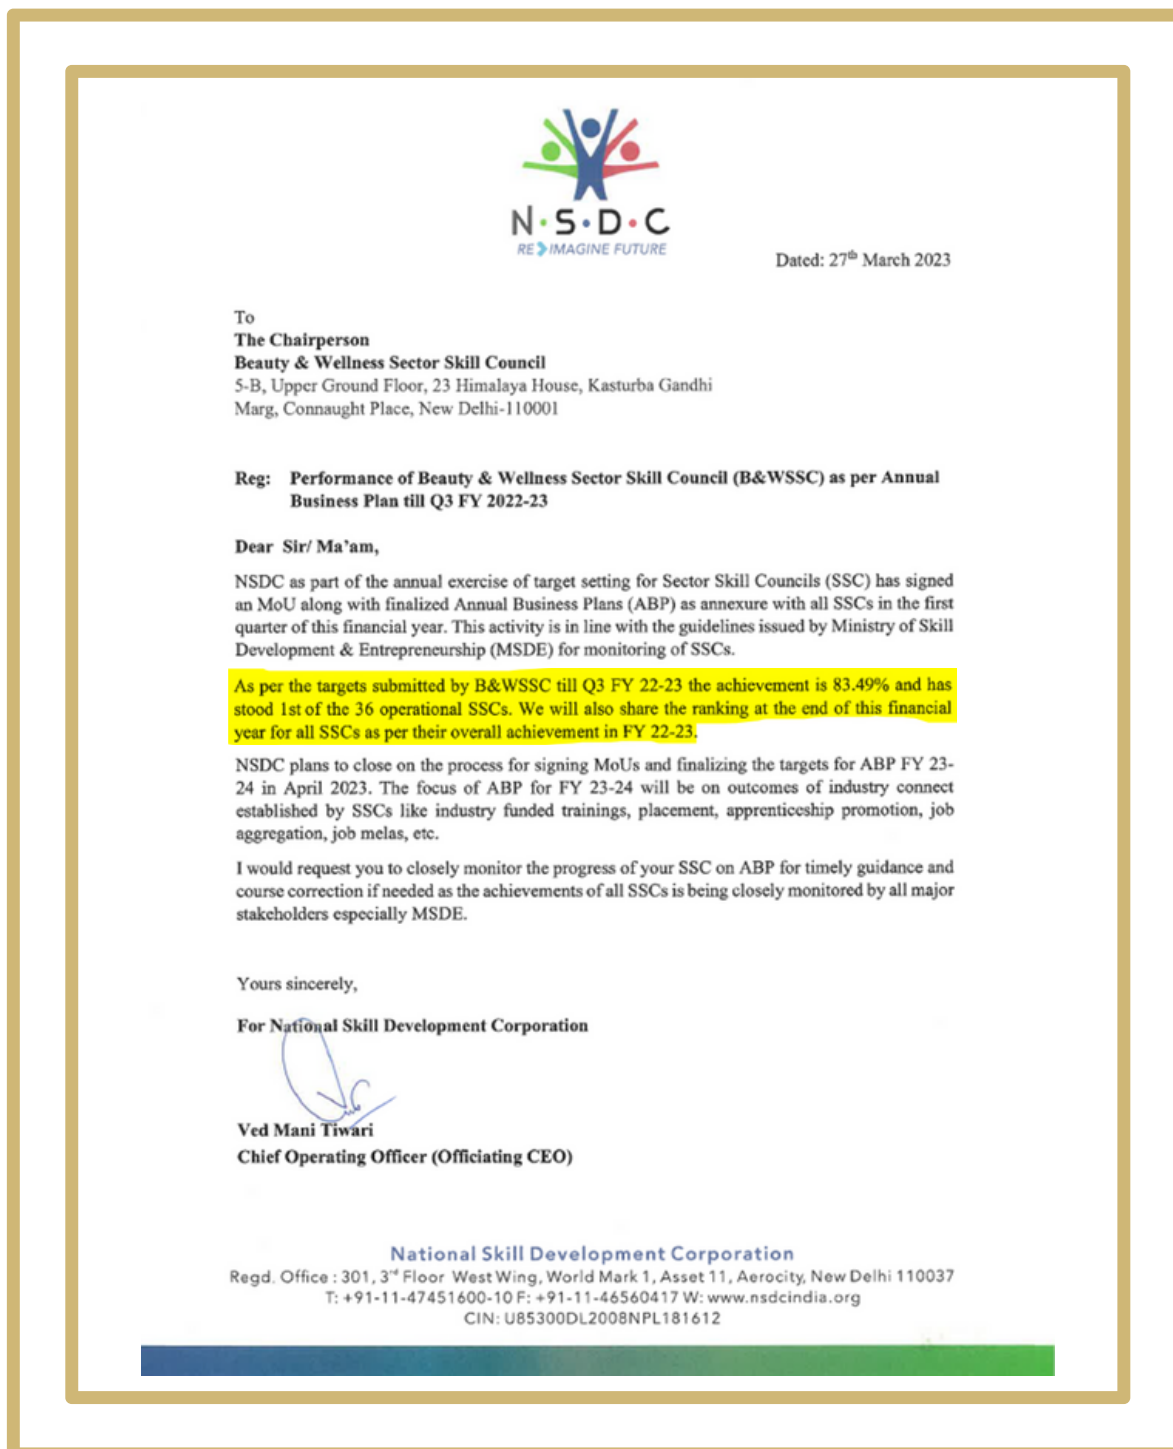 N·S·D·C
RE IMAGINE FUTURE
Dated: 27th March 2023
To
The Chairperson
Beauty & Wellness Sector Skill Council
5-B, Upper Ground Floor, 23 Himalaya House, Kasturba Gandhi
Marg, Connaught Place, New Delhi-110001
Reg: Performance of Beauty & Wellness Sector Skill Council (B&WSSC) as per Annual
Business Plan till Q3 FY 2022-23
Dear Sir/ Ma'am,
NSDC as part of the annual exercise of target setting for Sector Skill Councils (SSC) has signed
an MoU along with finalized Annual Business Plans (ABP) as annexure with all SSCs in the first
quarter of this financial year. This activity is in line with the guidelines issued by Ministry of Skill
Development & Entrepreneurship (MSDE) for monitoring of SSCs.
As per the targets submitted by B&WSSC till Q3 FY 22-23 the achievement is 83.49% and has
stood 1st of the 36 operational SSCs. We will also share the ranking at the end of this financial
year for all SSCs as per their overall achievement in FY 22-23.
NSDC plans to close on the process for signing MoUs and finalizing the targets for ABP FY 23-
24 in April 2023. The focus of ABP for FY 23-24 will be on outcomes of industry connect
established by SSCs like industry funded trainings, placement, apprenticeship promotion, job
aggregation, job melas, etc.
I would request you to closely monitor the progress of your SSC on ABP for timely guidance and
course correction if needed as the achievements of all SSCs is being closely monitored by all major
stakeholders especially MSDE.
Yours sincerely,
For National Skill Development Corporation
Ved Mani Tiwari
Chief Operating Officer (Officiating CEO)
National Skill Development Corporation
Regd. Office : 301, 3rd Floor West Wing, World Mark 1, Asset 11, Aerocity, New Delhi 110037
T: +91-11-47451600-10 F: +91-11-46560417 W: www.nsdcindia.org
CIN: U85300DL2008NPL181612